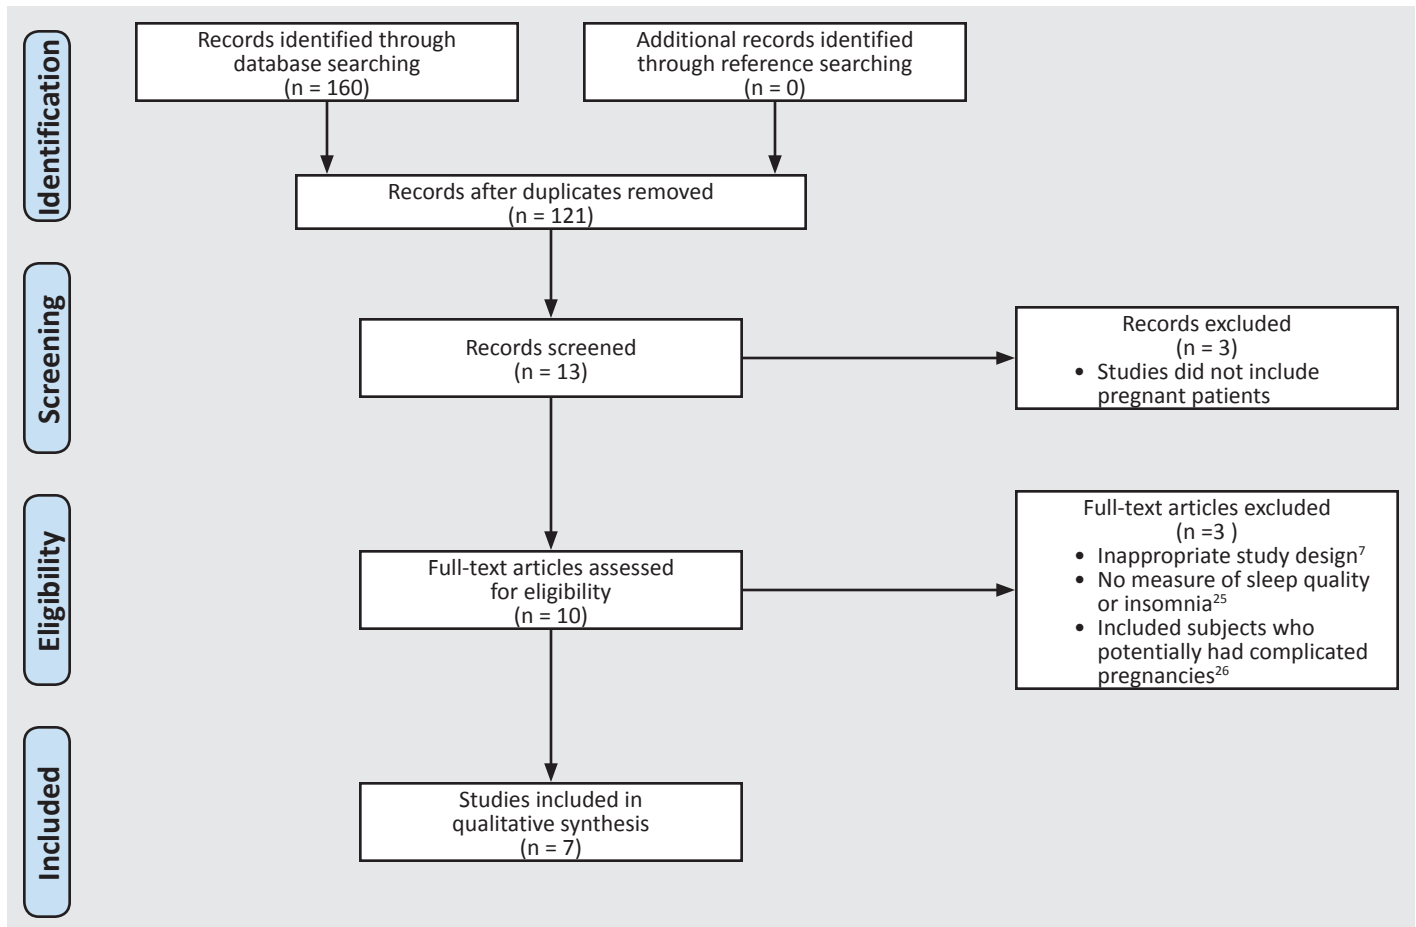 Identification
Records identified through
database searching
(n = 160)
Additional records identified
through reference searching
(n = 0)
Records after duplicates removed
(n = 121)
Screening
Records screened
(n = 13)
Records excluded
(n = 3)
• Studies did not include
pregnant patients
Eligibility
Full-text articles assessed
for eligibility
(n = 10)
Full-text articles excluded
(n =3 )
• Inappropriate study design⁷
• No measure of sleep quality
or insomnia²⁵
• Included subjects who
potentially had complicated
pregnancies²⁶
Included
Studies included in
qualitative synthesis
(n = 7)